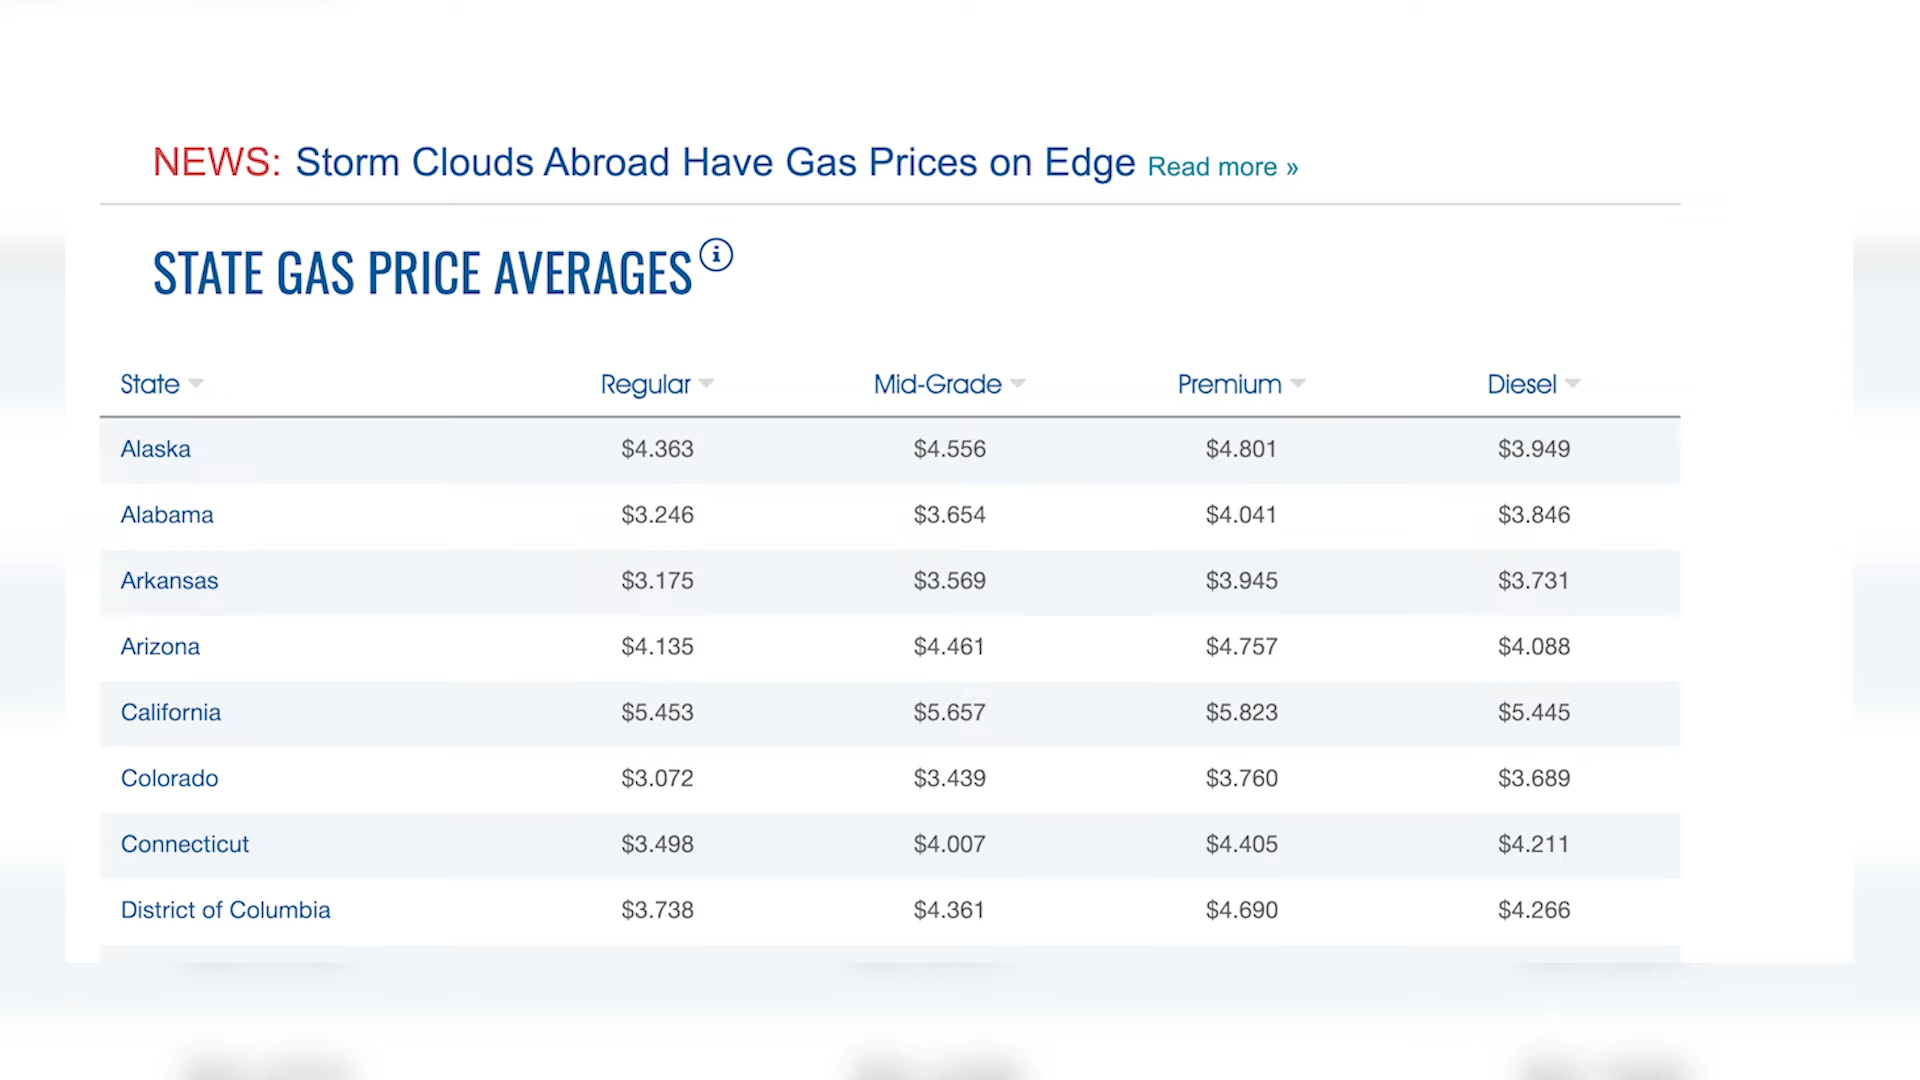 NEWS: Storm Clouds Abroad Have Gas Prices on Edge Read more »
STATE GAS PRICE AVERAGES i
State Regular Mid-Grade Premium Diesel
Alaska $4.363 $4.556 $4.801 $3.949
Alabama $3.246 $3.654 $4.041 $3.846
Arkansas $3.175 $3.569 $3.945 $3.731
Arizona $4.135 $4.461 $4.757 $4.088
California $5.453 $5.657 $5.823 $5.445
Colorado $3.072 $3.439 $3.760 $3.689
Connecticut $3.498 $4.007 $4.405 $4.211
District of Columbia $3.738 $4.361 $4.690 $4.266